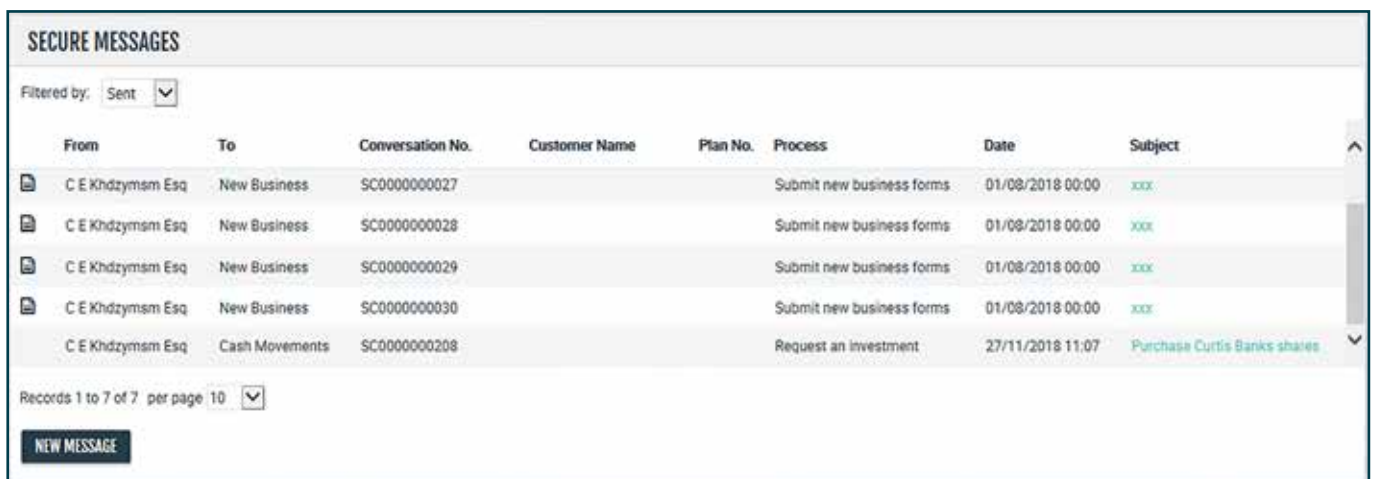 SECURE MESSAGES
Filtered by: Sent
From To Conversation No. Customer Name Plan No. Process Date Subject
C E Khdzymsm Esq New Business SC0000000027 Submit new business forms 01/08/2018 00:00 xxx
C E Khdzymsm Esq New Business SC0000000028 Submit new business forms 01/08/2018 00:00 xxx
C E Khdzymsm Esq New Business SC0000000029 Submit new business forms 01/08/2018 00:00 xxx
C E Khdzymsm Esq New Business SC0000000030 Submit new business forms 01/08/2018 00:00 xxx
C E Khdzymsm Esq Cash Movements SC0000000208 Request an investment 27/11/2018 11:07 Purchase Curtis Banks shares
Records 1 to 7 of 7 per page 10
NEW MESSAGE